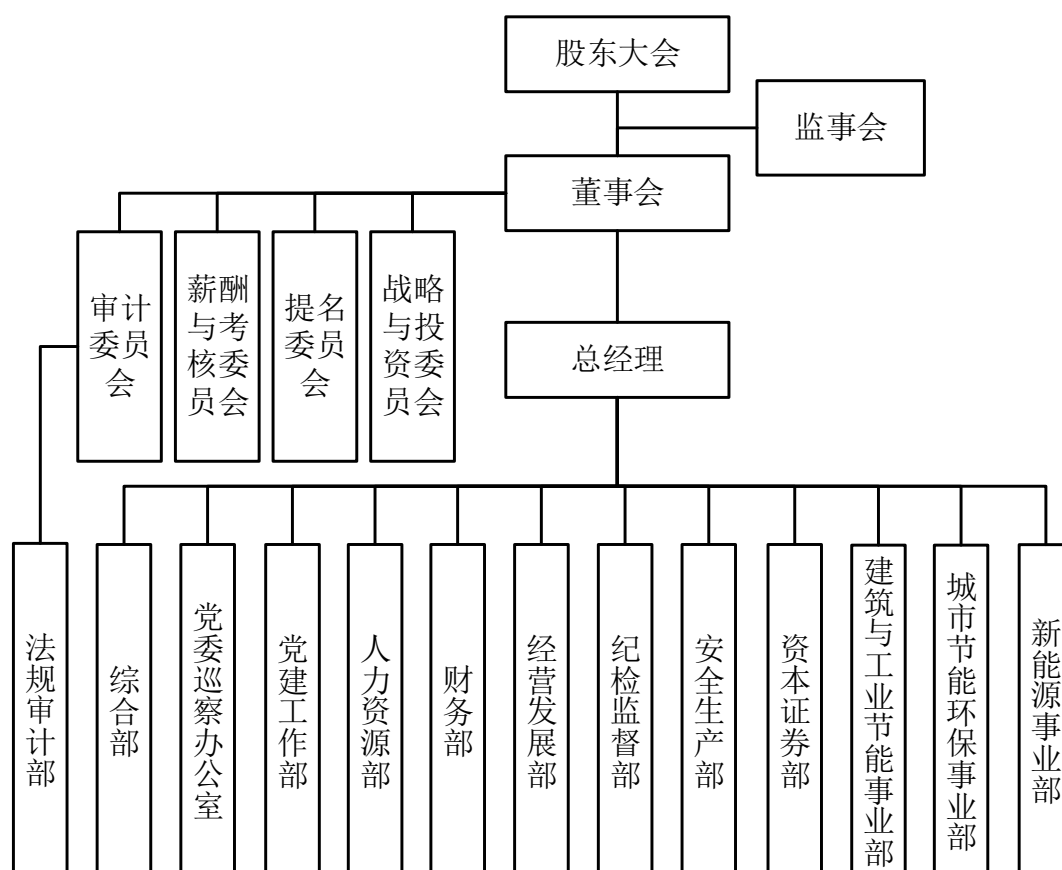 股东大会
监事会
董事会
审计
委员
会
薪酬
与考
核委
员会
提名
委员
会
战略
与投
资委
员会
总经理
法规审计部
综合部
党委巡察办公室
党建工作部
人力资源部
财务部
经营发展部
纪检监督部
安全生产部
资本证券部
建筑与工业节能事业部
城市节能环保事业部
新能源事业部